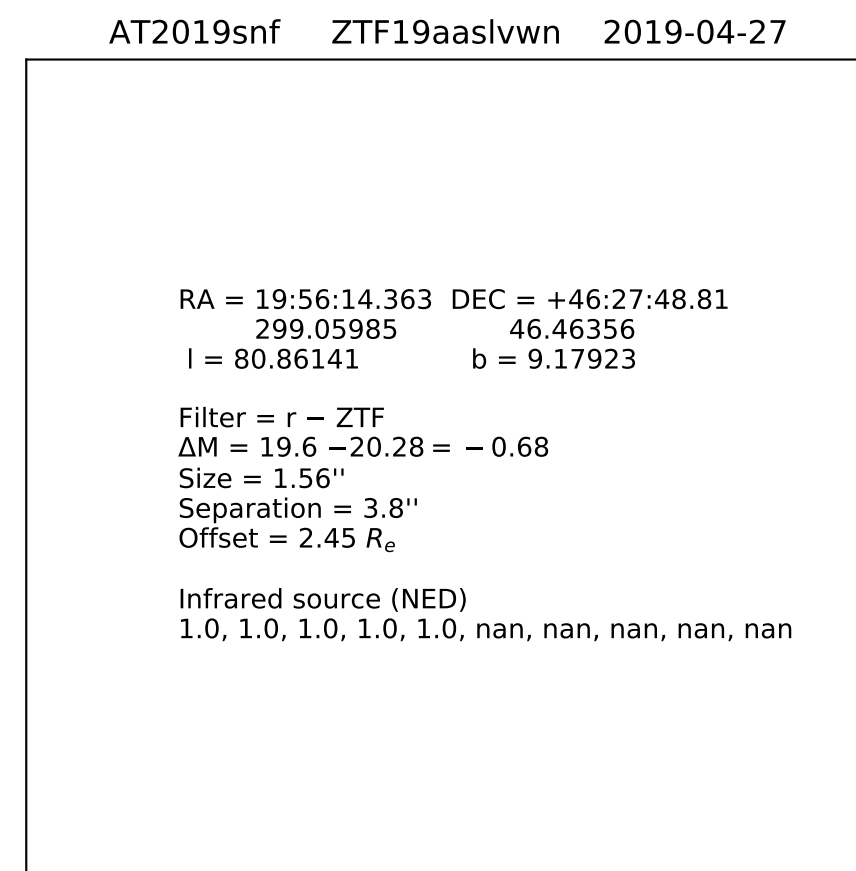 AT2019snf ZTF19aaslvwn 2019-04-27
RA = 19:56:14.363 DEC = +46:27:48.81
299.05985 46.46356
l = 80.86141 b = 9.17923
Filter = r − ZTF
ΔM = 19.6 −20.28 = − 0.68
Size = 1.56''
Separation = 3.8''
Offset = 2.45 Rₑ
Infrared source (NED)
1.0, 1.0, 1.0, 1.0, 1.0, nan, nan, nan, nan, nan